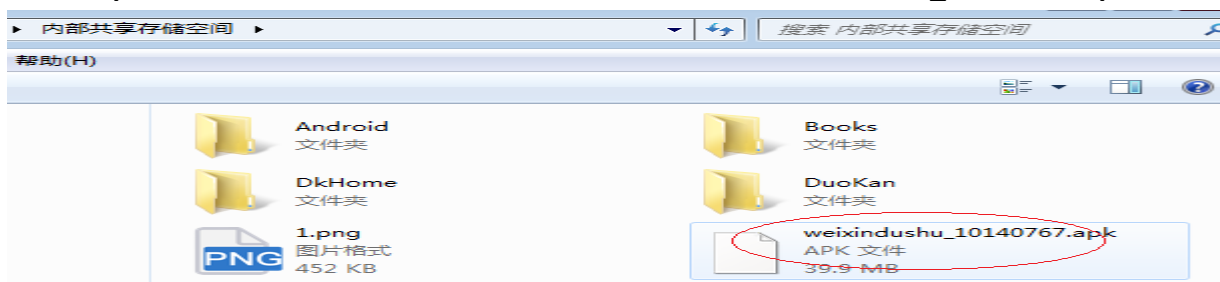 内部共享存储空间
搜索 内部共享存储空间
帮助(H)
Android
文件夹
Books
文件夹
DkHome
文件夹
DuoKan
文件夹
1.png
图片格式
452 KB
PNG
weixindushu_10140767.apk
APK 文件
39.9 MB